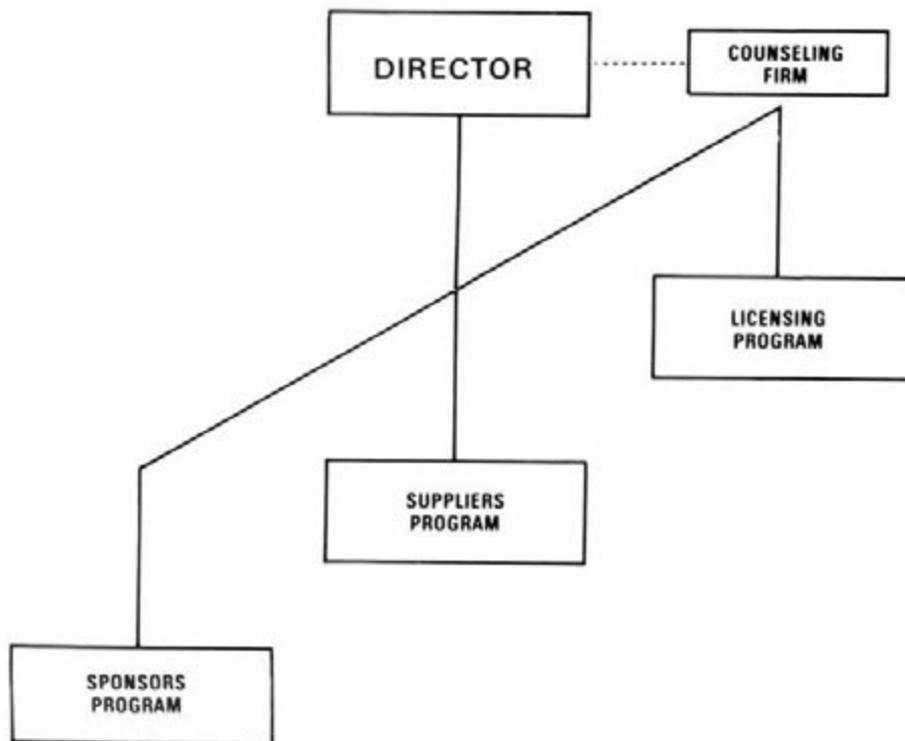 DIRECTOR
COUNSELING
FIRM
LICENSING
PROGRAM
SUPPLIERS
PROGRAM
SPONSORS
PROGRAM